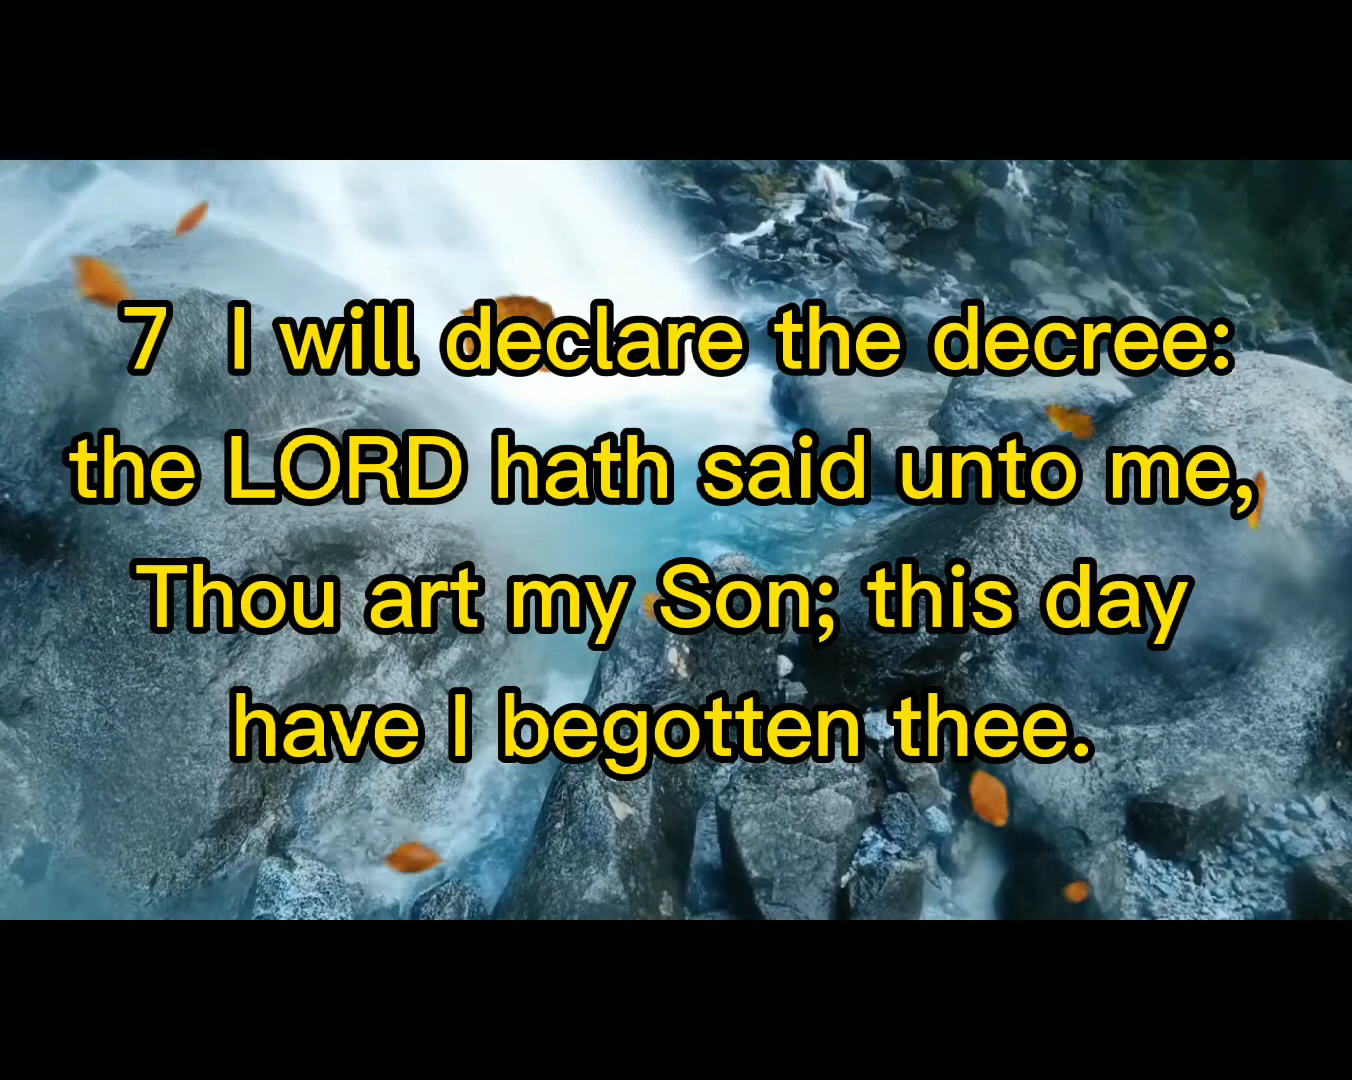 7 I will declare the decree:
the LORD hath said unto me,
Thou art my Son; this day
have I begotten thee.